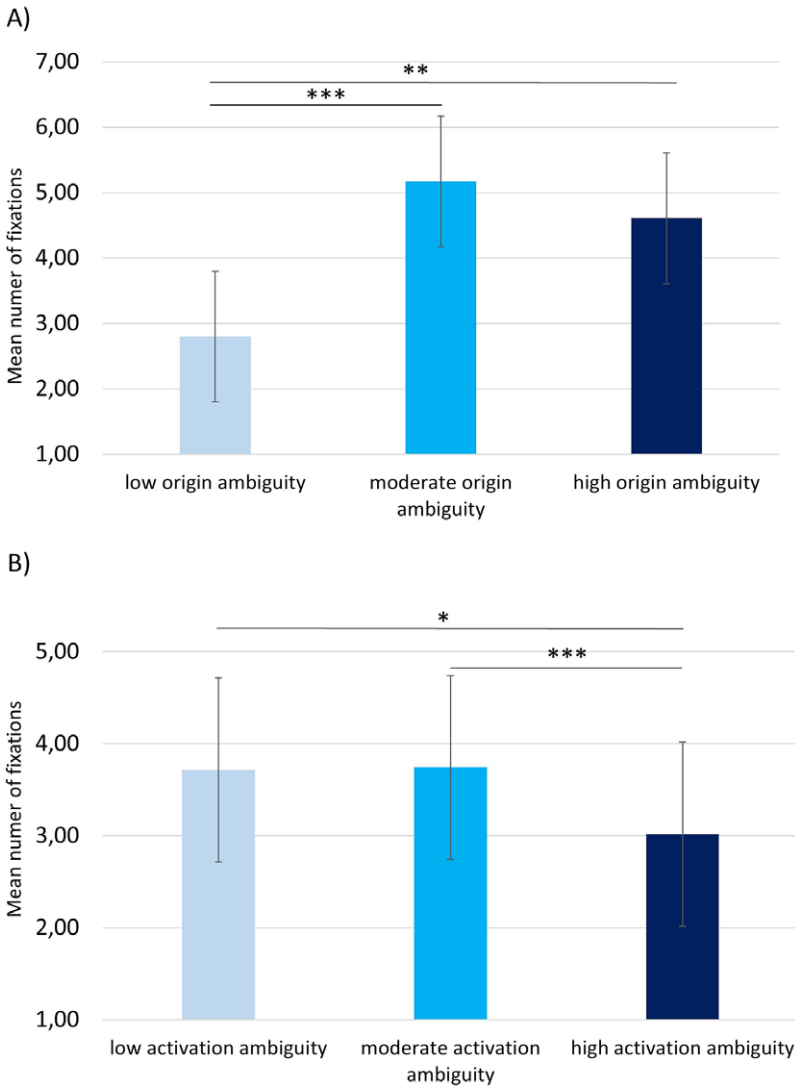 A)
7,00
**
***
6,00
5,00
4,00
3,00
2,00
1,00
Mean numer of fixations
low origin ambiguity
moderate origin
ambiguity
high origin ambiguity
B)
*
5,00
***
4,00
3,00
2,00
1,00
Mean numer of fixations
low activation ambiguity
moderate activation
ambiguity
high activation ambiguity